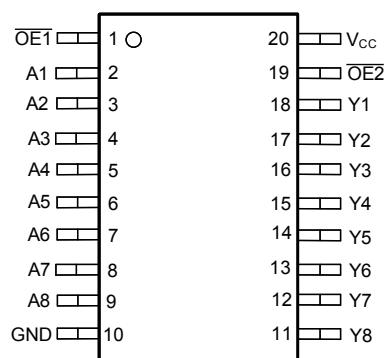 O̅E̅1̅ 1 20 VCC
A1 2 19 O̅E̅2̅
A2 3 18 Y1
A3 4 17 Y2
A4 5 16 Y3
A5 6 15 Y4
A6 7 14 Y5
A7 8 13 Y6
A8 9 12 Y7
GND 10 11 Y8